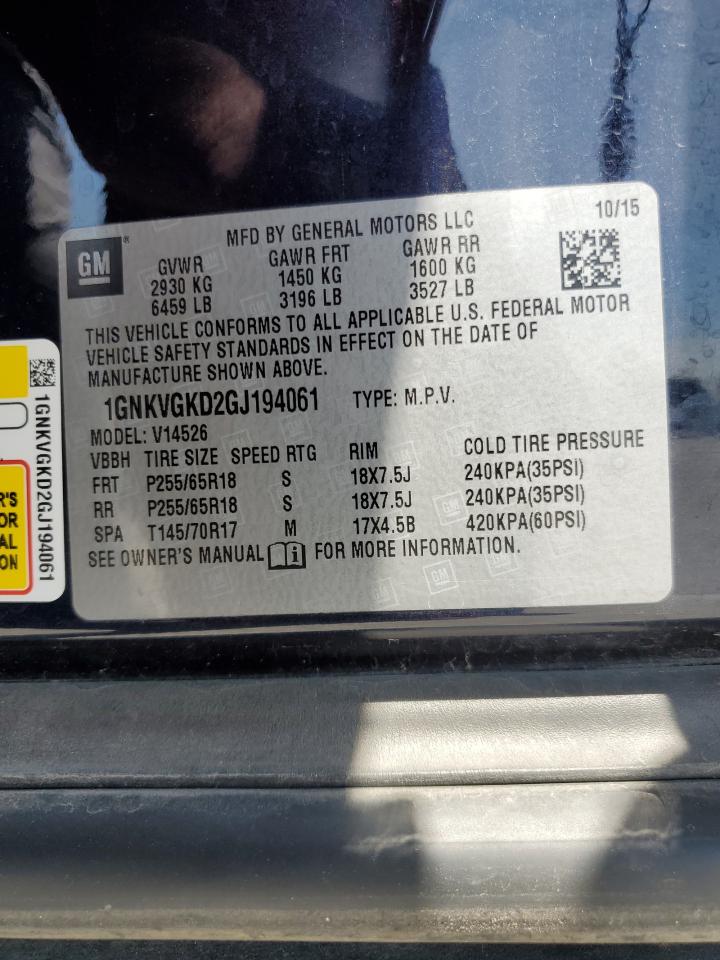 GM
®
MFD BY GENERAL MOTORS LLC
10/15
GVWR GAWR FRT GAWR RR
2930 KG 1450 KG 1600 KG
6459 LB 3196 LB 3527 LB
THIS VEHICLE CONFORMS TO ALL APPLICABLE U.S. FEDERAL MOTOR
VEHICLE SAFETY STANDARDS IN EFFECT ON THE DATE OF
MANUFACTURE SHOWN ABOVE.
1GNKVGKD2GJ194061 TYPE: M.P.V.
MODEL: V14526
VBBH TIRE SIZE SPEED RTG RIM COLD TIRE PRESSURE
FRT P255/65R18 S 18X7.5J 240KPA(35PSI)
RR P255/65R18 S 18X7.5J 240KPA(35PSI)
SPA T145/70R17 M 17X4.5B 420KPA(60PSI)
SEE OWNER'S MANUAL i FOR MORE INFORMATION.
1GNKVGKD2GJ194061
R'S
OR
AL
ON